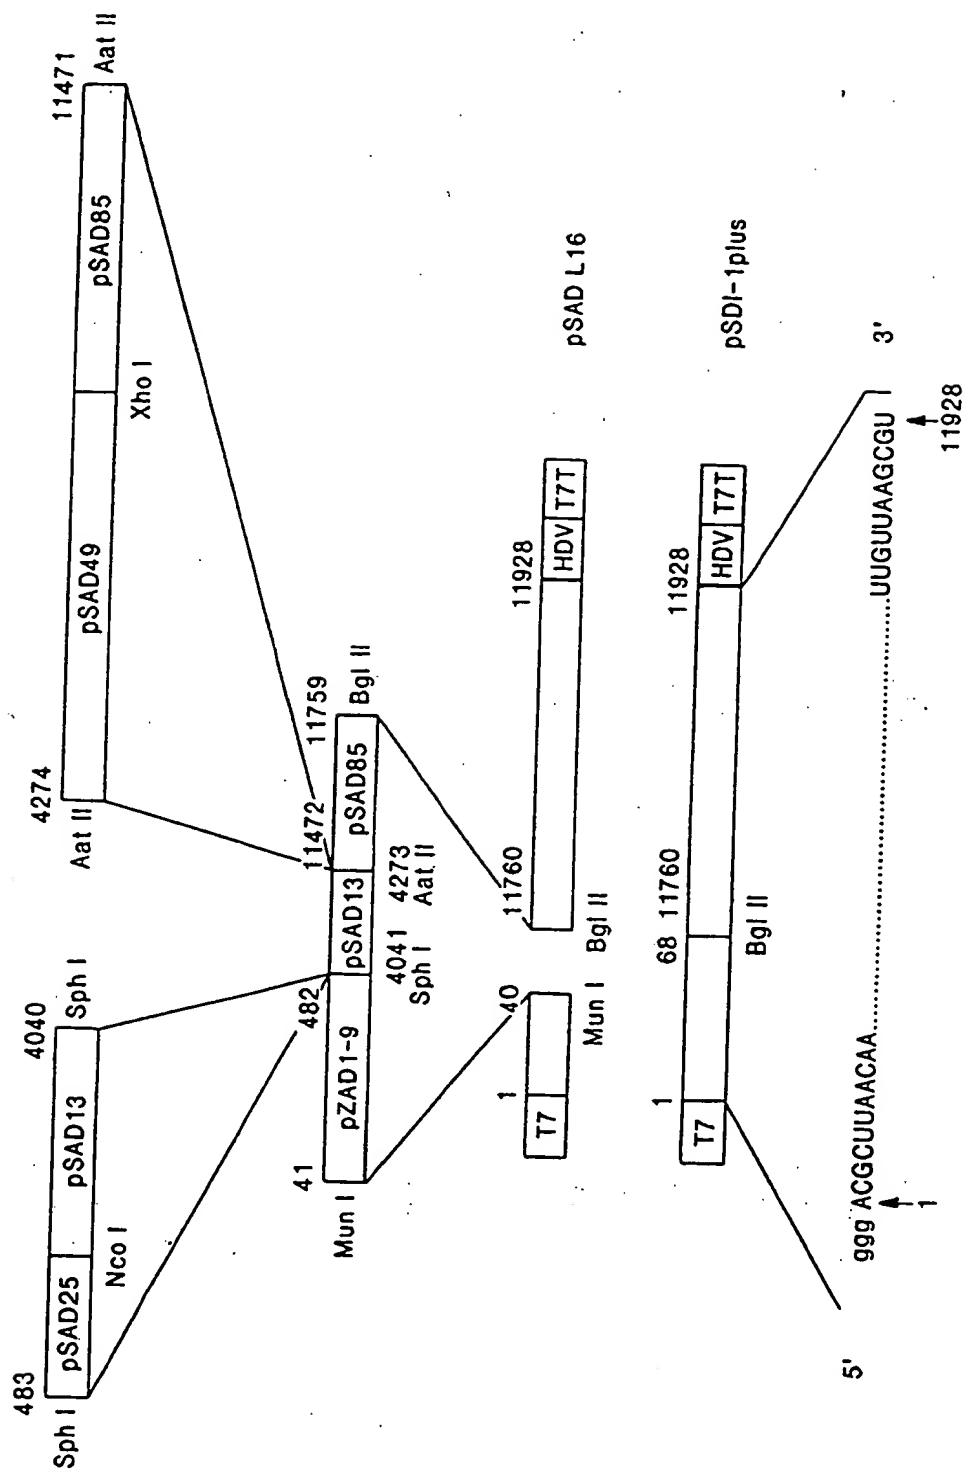 483
4040
4274
11471
Sph I
pSAD25
pSAD13
Sph I
Aat II
pSAD49
pSAD85
Aat II
Nco I
Xho I
41
482
11472
11759
Mun I
pZAD1-9
pSAD13
pSAD85
Bgl II
4041
4273
Sph I
Aat II
1
40
11760
11928
T7
HDV
T7T
pSAD L16
Mun I
Bgl II
1
68
11760
11928
T7
HDV
T7T
pSDI-1plus
Bgl II
5'
ggg ACGCUUAACAA
UUGUUAAGCGU
3'
1
11928